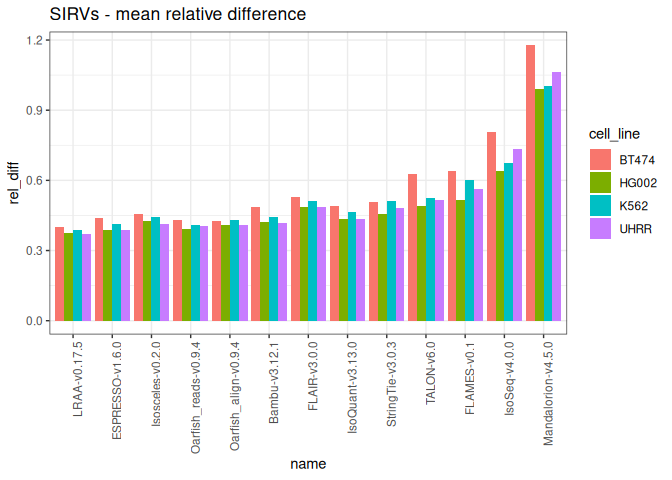 SIRVs - mean relative difference
rel_diff
1.2
0.9
0.6
0.3
0.0
LRAA-v0.17.5
ESPRESSO-v1.6.0
Isosceles-v0.2.0
Oarfish_reads-v0.9.4
Oarfish_align-v0.9.4
Bambu-v3.12.1
FLAIR-v3.0.0
IsoQuant-v3.13.0
StringTie-v3.0.3
TALON-v6.0
FLAMES-v0.1
IsoSeq-v4.0.0
Mandalorion-v4.5.0
name
cell_line
BT474
HG002
K562
UHRR